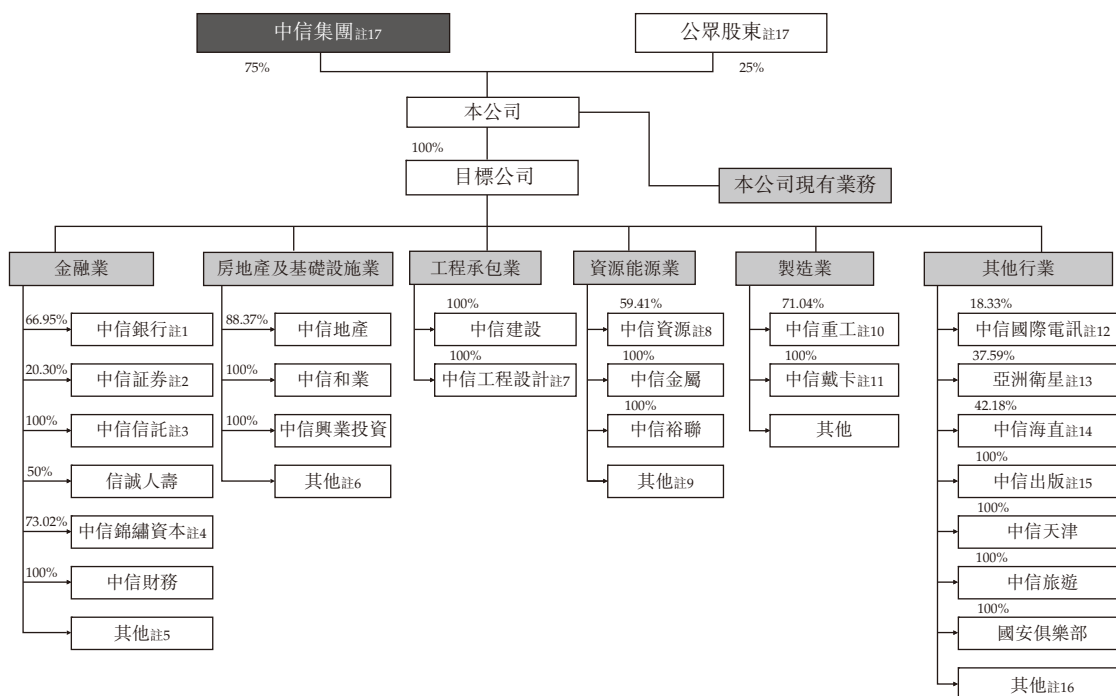 中信集團註17
公眾股東註17
75%
25%
本公司
100%
目標公司
本公司現有業務
金融業
66.95%
中信銀行註1
20.30%
中信証券註2
100%
中信信託註3
50%
信誠人壽
73.02%
中信錦繡資本註4
100%
中信財務
其他註5
房地產及基礎設施業
88.37%
中信地產
100%
中信和業
100%
中信興業投資
其他註6
工程承包業
100%
中信建設
100%
中信工程設計註7
資源能源業
59.41%
中信資源註8
100%
中信金屬
100%
中信裕聯
其他註9
製造業
71.04%
中信重工註10
100%
中信戴卡註11
其他
其他行業
18.33%
中信國際電訊註12
37.59%
亞洲衛星註13
42.18%
中信海直註14
100%
中信出版註15
100%
中信天津
100%
中信旅遊
100%
國安俱樂部
其他註16